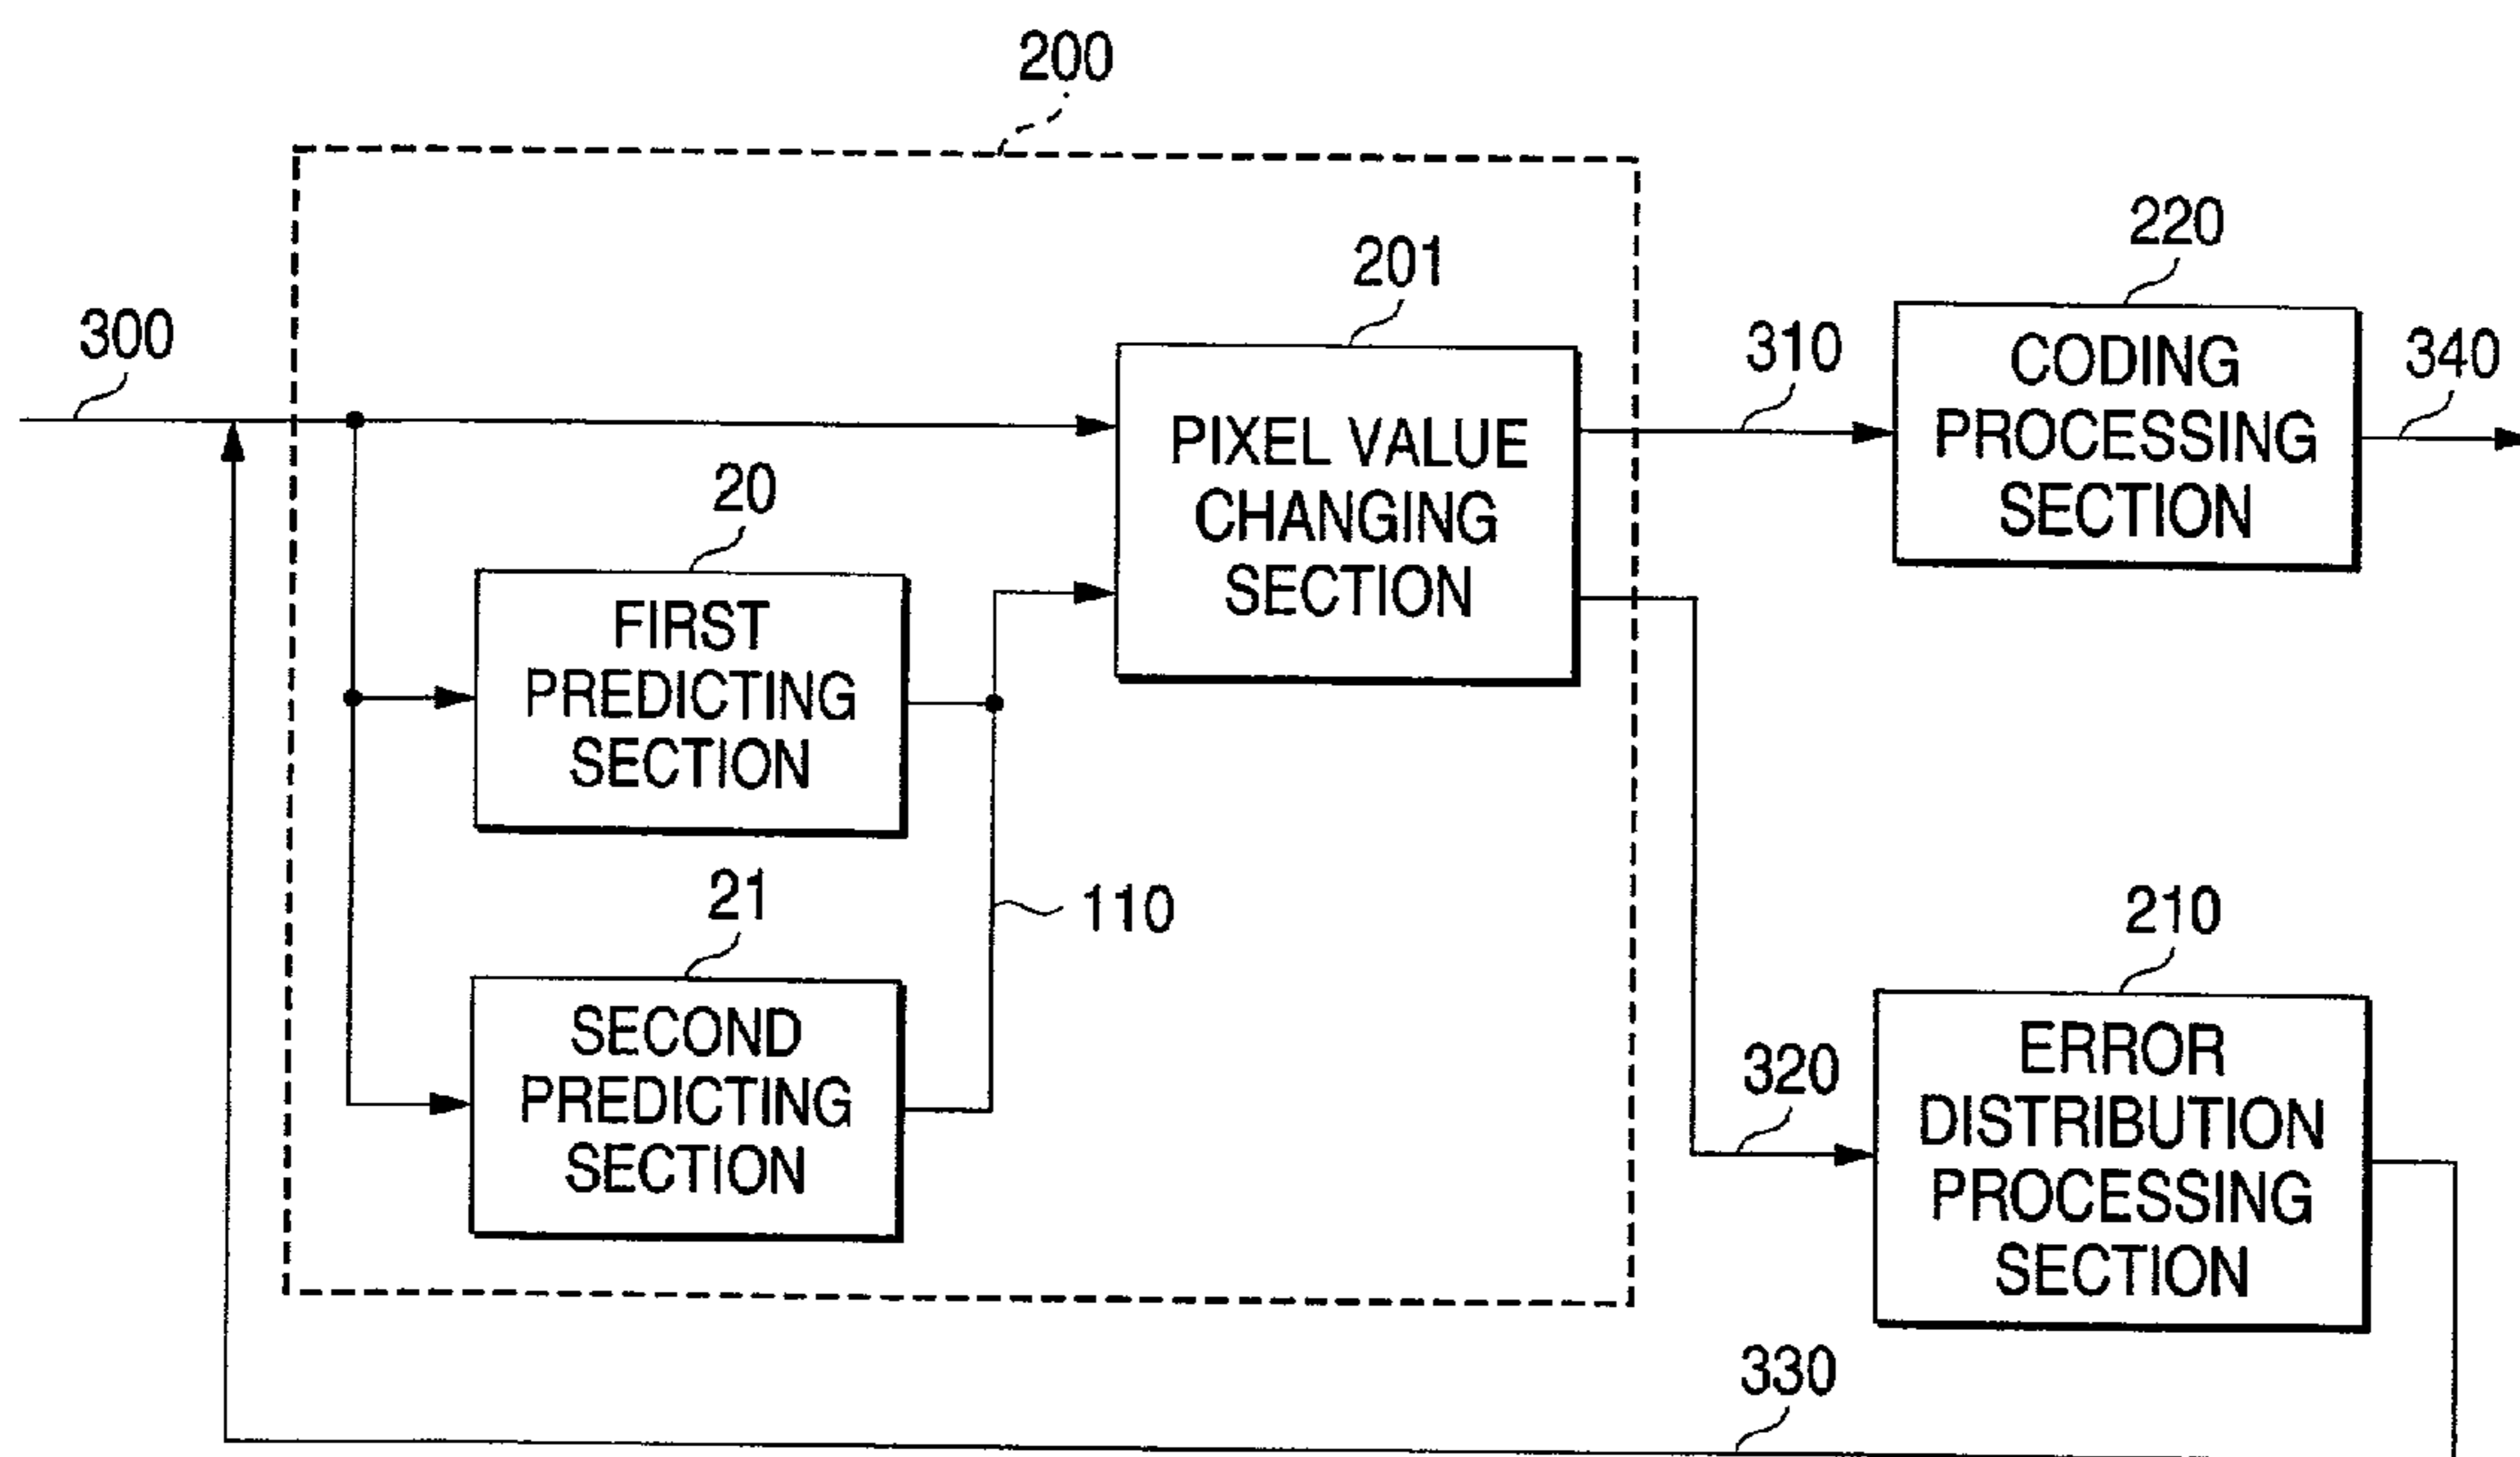 200
220
201
300
310
340
CODING
PROCESSING
SECTION
PIXEL VALUE
CHANGING
SECTION
20
FIRST
PREDICTING
SECTION
110
21
SECOND
PREDICTING
SECTION
210
320
ERROR
DISTRIBUTION
PROCESSING
SECTION
330